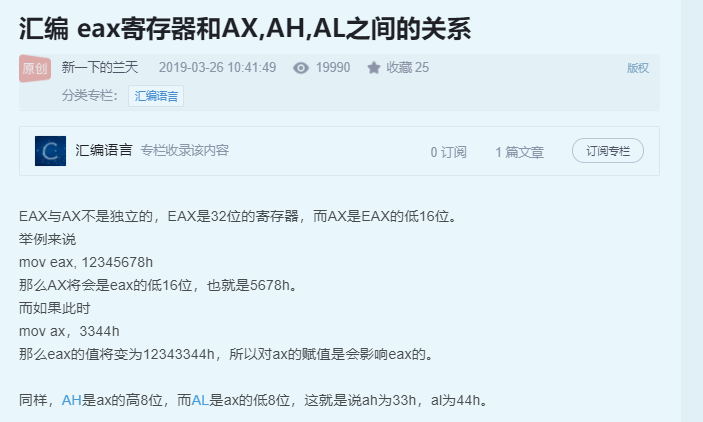 汇编 eax寄存器和AX,AH,AL之间的关系
原创 新一下的兰天 2019-03-26 10:41:49 19990 收藏 25 版权
分类专栏： 汇编语言
C 汇编语言 专栏收录该内容 0 订阅 1 篇文章 订阅专栏
EAX与AX不是独立的，EAX是32位的寄存器，而AX是EAX的低16位。
举例来说
mov eax, 12345678h
那么AX将会是eax的低16位，也就是5678h。
而如果此时
mov ax，3344h
那么eax的值将变为12343344h，所以对ax的赋值是会影响eax的。
同样，AH是ax的高8位，而AL是ax的低8位，这就是说ah为33h，al为44h。